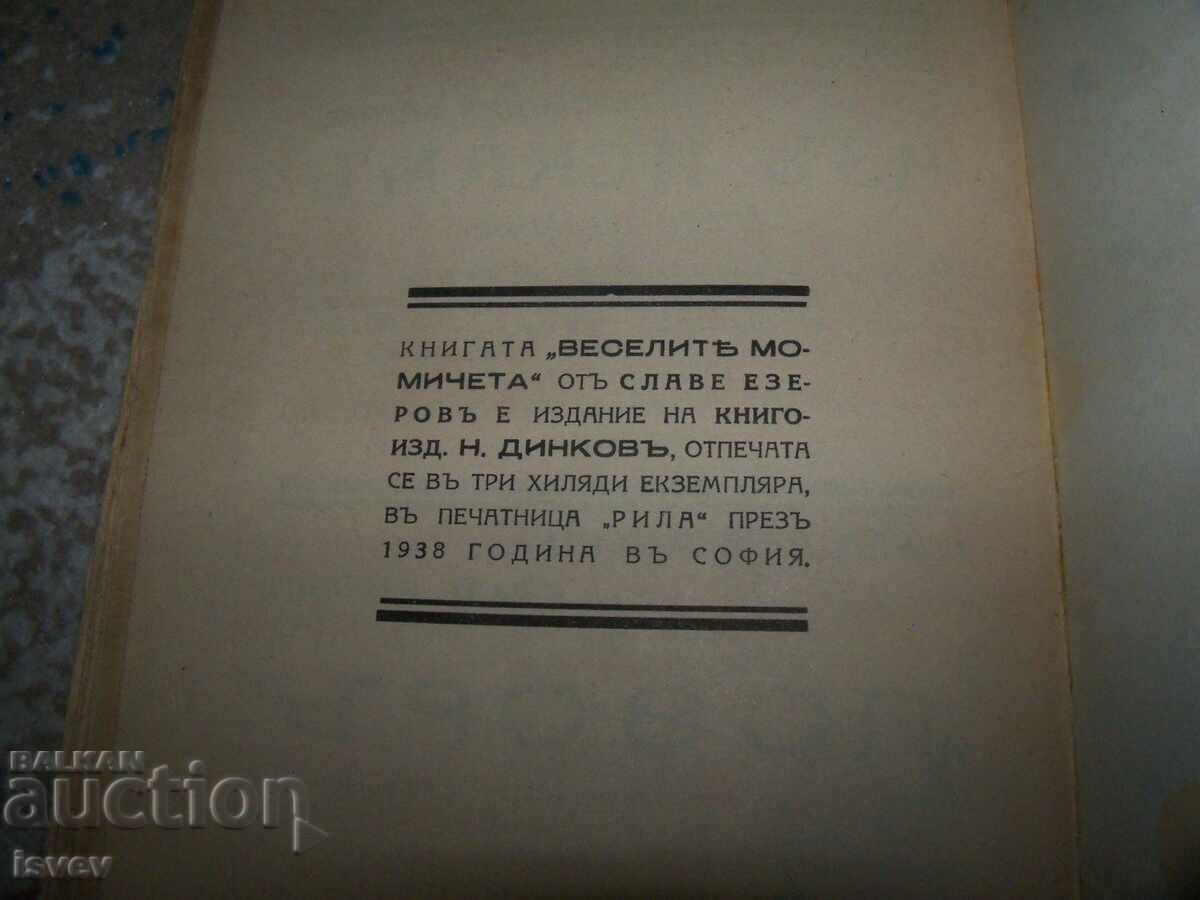 КНИГАТА „ВЕСЕЛИТѢ МО-
МИЧЕТА“ ОТЪ СЛАВЕ ЕЗЕ-
РОВЪ Е ИЗДАНИЕ НА КНИГО-
ИЗД. Н. ДИНКОВЪ, ОТПЕЧАТА
СЕ ВЪ ТРИ ХИЛЯДИ ЕКЗЕМПЛЯРА,
ВЪ ПЕЧАТНИЦА „РИЛА“ ПРЕЗЪ
1938 ГОДИНА ВЪ СОФИЯ.
BALKAN
auction
isvev